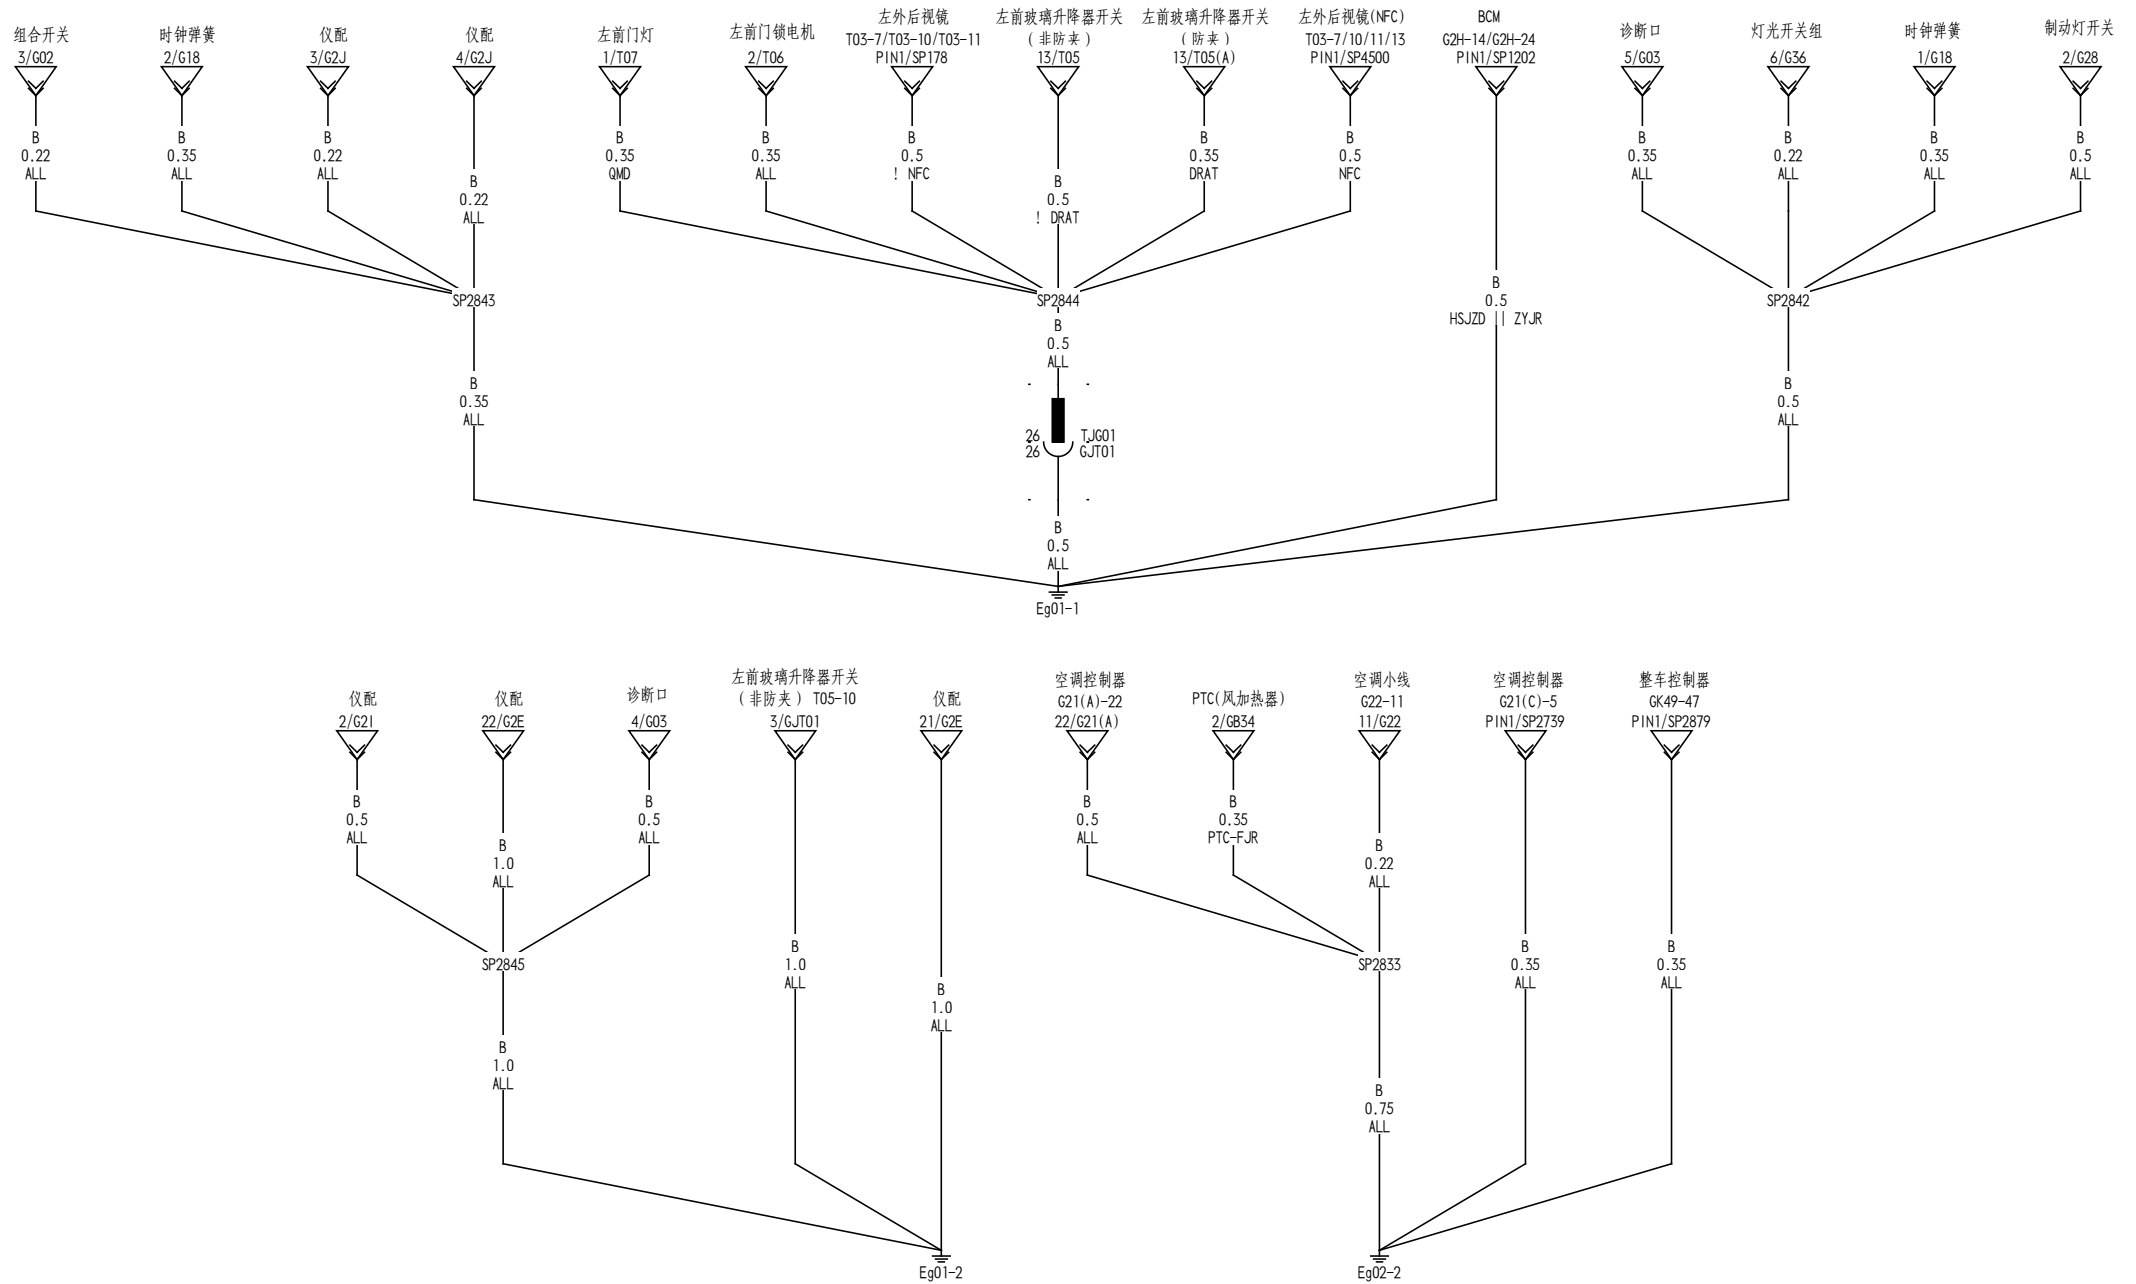 组合开关
3/G02
时钟弹簧
2/G18
仪配
3/G2J
仪配
4/G2J
左前门灯
1/T07
左前门锁电机
2/T06
左外后视镜
T03-7/T03-10/T03-11
PIN1/SP178
左前玻璃升降器开关
(非防夹)
13/T05
左前玻璃升降器开关
(防夹)
13/T05(A)
左外后视镜(NFC)
T03-7/10/11/13
PIN1/SP4500
BCM
G2H-14/G2H-24
PIN1/SP1202
诊断口
5/G03
灯光开关组
6/G36
时钟弹簧
1/G18
制动灯开关
2/G28
B
0.22
ALL
B
0.35
ALL
B
0.22
ALL
B
0.22
ALL
B
0.35
QMD
B
0.35
ALL
B
0.5
! NFC
B
0.5
! DRAT
B
0.35
DRAT
B
0.5
NFC
B
0.5
HSJZD || ZYJR
B
0.35
ALL
B
0.22
ALL
B
0.35
ALL
B
0.5
ALL
SP2843
SP2844
SP2842
B
0.35
ALL
B
0.5
ALL
B
0.5
ALL
26 TJG01
26 GJT01
B
0.5
ALL
Eg01-1
仪配
2/G2I
仪配
22/G2E
诊断口
4/G03
左前玻璃升降器开关
(非防夹) T05-10
3/GJT01
仪配
21/G2E
空调控制器
G21(A)-22
22/G21(A)
PTC(风加热器)
2/GB34
空调小线
G22-11
11/G22
空调控制器
G21(C)-5
PIN1/SP2739
整车控制器
GK49-47
PIN1/SP2879
B
0.5
ALL
B
1.0
ALL
B
0.5
ALL
B
1.0
ALL
B
1.0
ALL
B
0.5
ALL
B
0.35
PTC-FJR
B
0.22
ALL
B
0.35
ALL
B
0.35
ALL
SP2845
SP2833
B
1.0
ALL
B
0.75
ALL
Eg01-2
Eg02-2